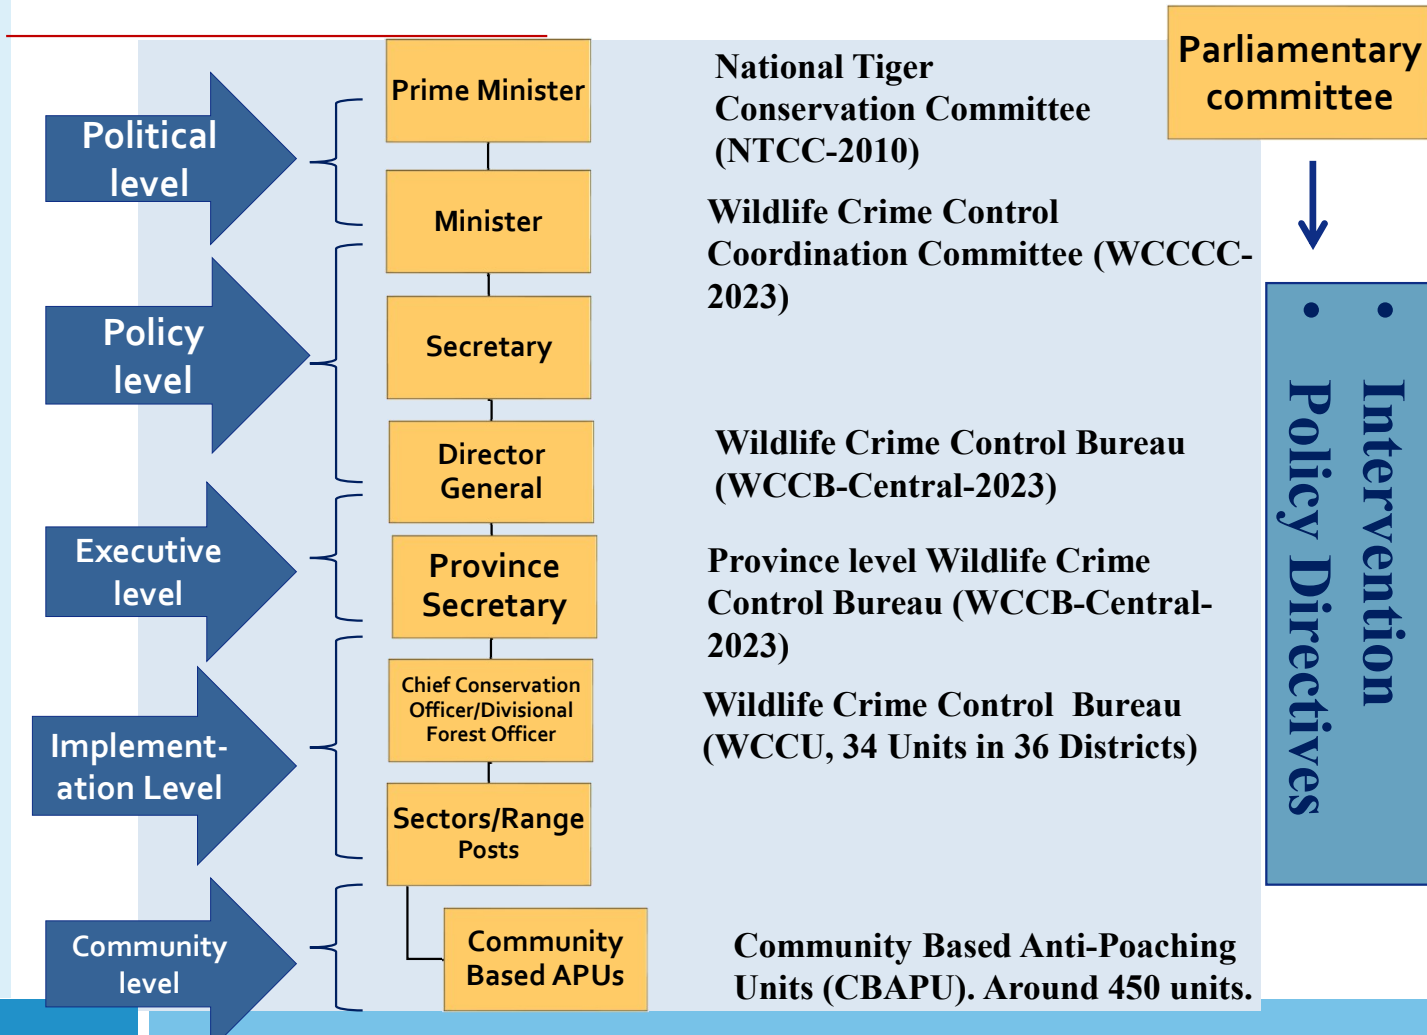 Parliamentary
committee
Political
level
Prime Minister
National Tiger
Conservation Committee
(NTCC-2010)
Minister
Wildlife Crime Control
Coordination Committee (WCCCC-
2023)
Policy
level
Secretary
Director
General
Wildlife Crime Control Bureau
(WCCB-Central-2023)
Executive
level
Province
Secretary
Province level Wildlife Crime
Control Bureau (WCCB-Central-
2023)
Implement-
ation Level
Chief Conservation
Officer/Divisional
Forest Officer
Wildlife Crime Control  Bureau
(WCCU, 34 Units in 36 Districts)
Sectors/Range
Posts
Community
level
Community
Based APUs
Community Based Anti-Poaching
Units (CBAPU). Around 450 units.
• Intervention
• Policy Directives